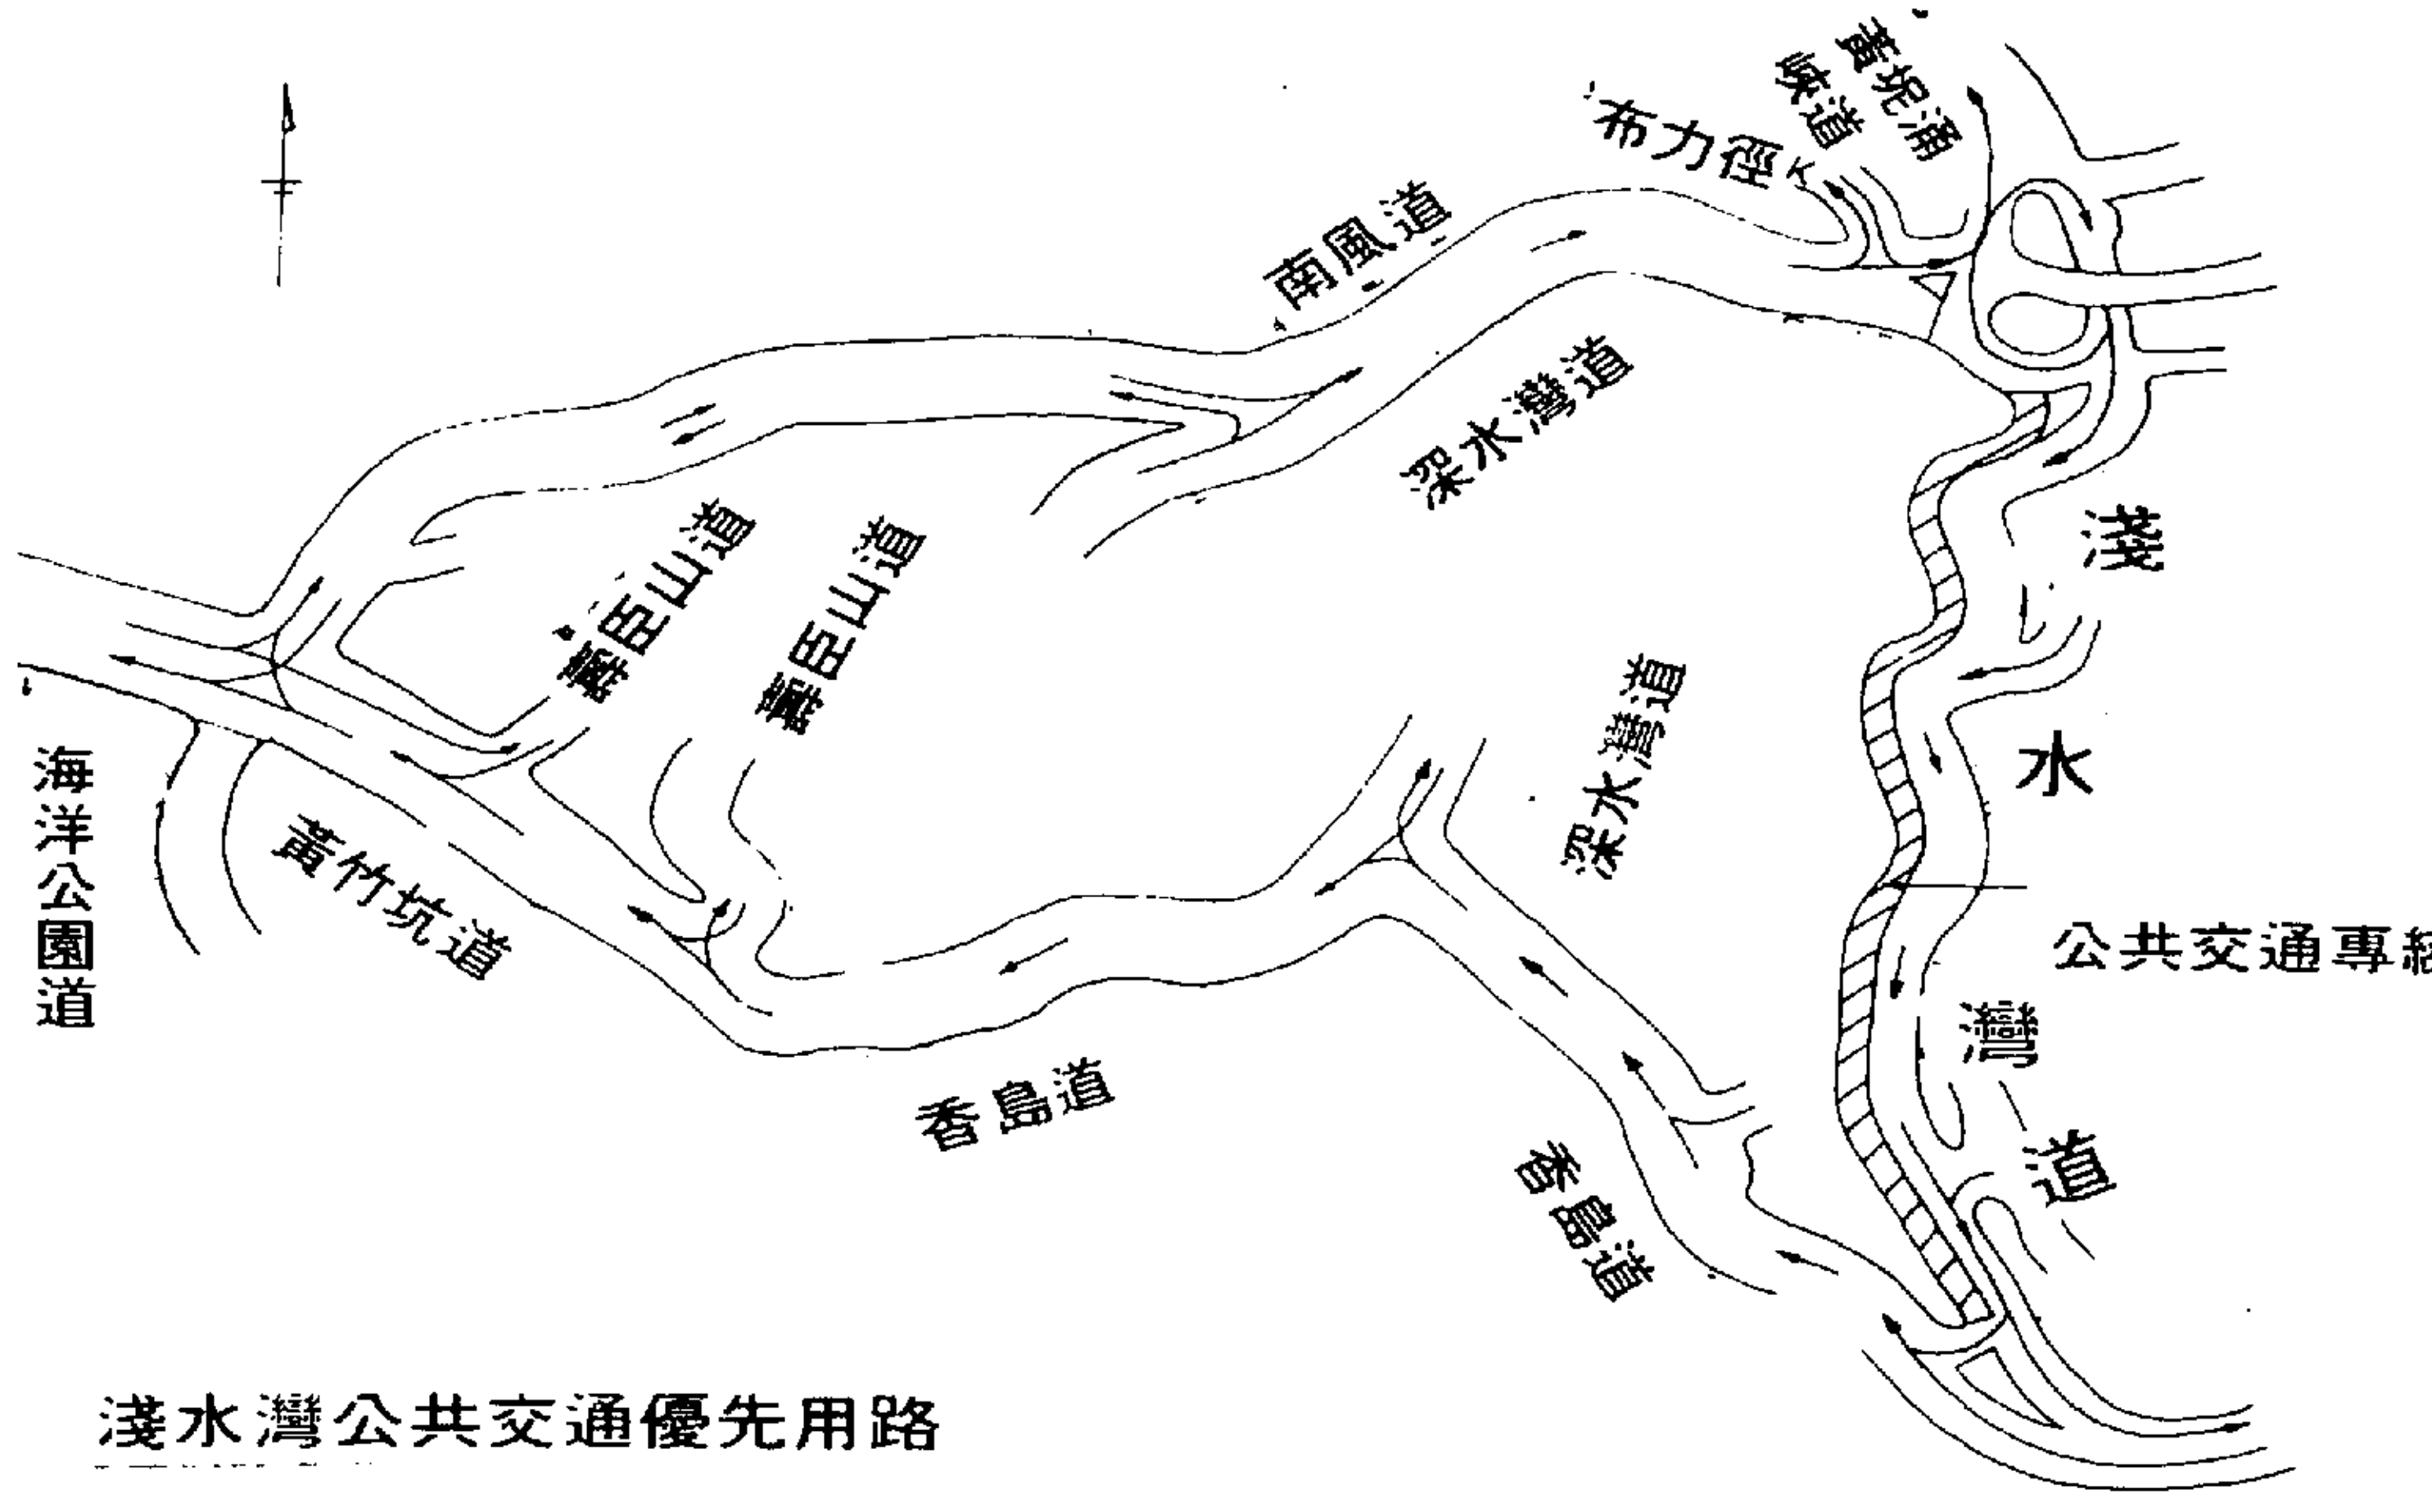 黃坭涌
峽道
布力徑
南風道
深水灣道
壽臣山道
壽臣山道
深水灣道
淺水灣道
海洋公園道
黃竹坑道
公共交通專綫
香島道
香島道
淺水灣公共交通優先用路